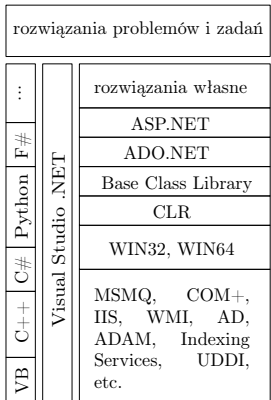 rozwiązania problemów i zadań
...
F#
Python
C#
C++
VB
Visual Studio .NET
rozwiązania własne
ASP.NET
ADO.NET
Base Class Library
CLR
WIN32, WIN64
MSMQ, COM+,
IIS, WMI, AD,
ADAM, Indexing
Services, UDDI,
etc.